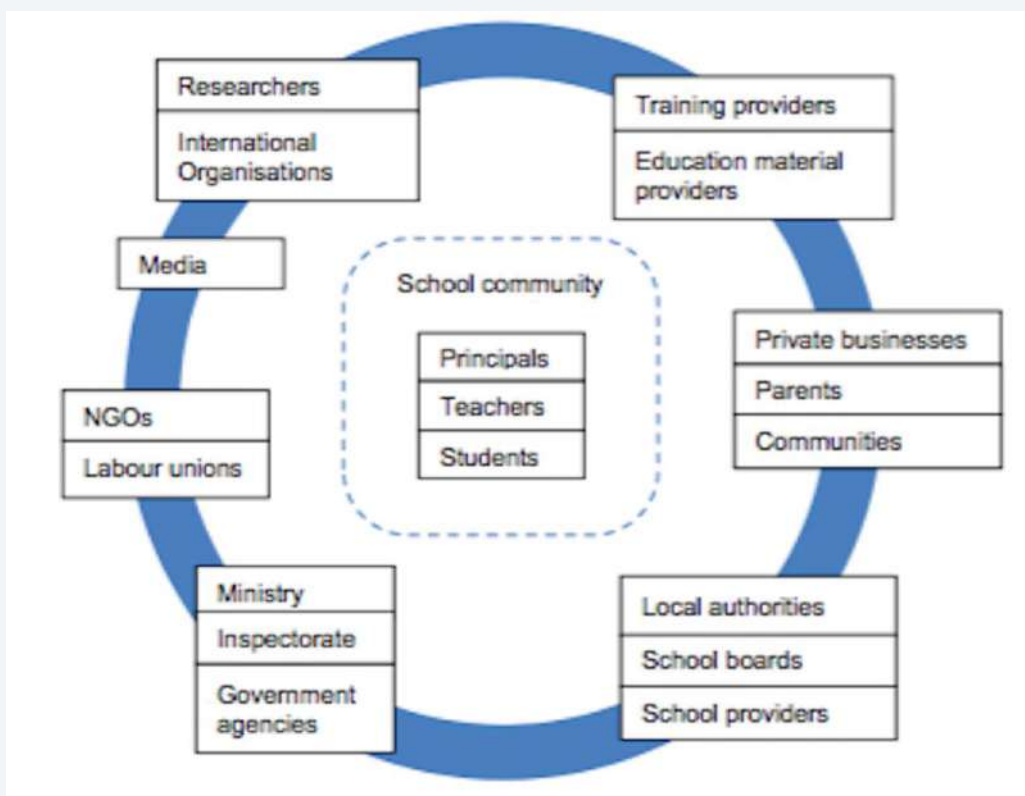 Researchers
International
Organisations
Training providers
Education material
providers
Media
School community
Principals
Teachers
Students
Private businesses
Parents
Communities
NGOs
Labour unions
Ministry
Inspectorate
Government
agencies
Local authorities
School boards
School providers